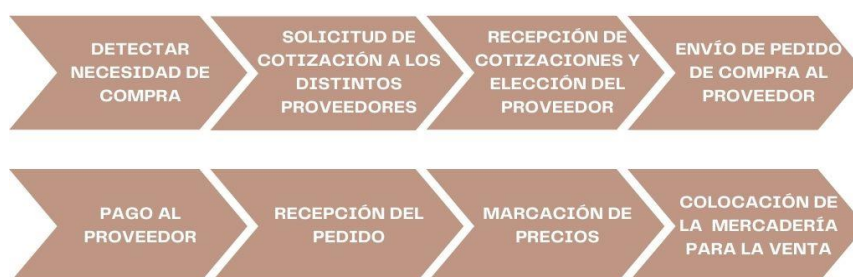 DETECTAR
NECESIDAD DE
COMPRA
SOLICITUD DE
COTIZACIÓN A LOS
DISTINTOS
PROVEEDORES
RECEPCIÓN DE
COTIZACIONES Y
ELECCIÓN DEL
PROVEEDOR
ENVÍO DE PEDIDO
DE COMPRA AL
PROVEEDOR
PAGO AL
PROVEEDOR
RECEPCIÓN DEL
PEDIDO
MARCACIÓN DE
PRECIOS
COLOCACIÓN DE
LA MERCADERÍA
PARA LA VENTA